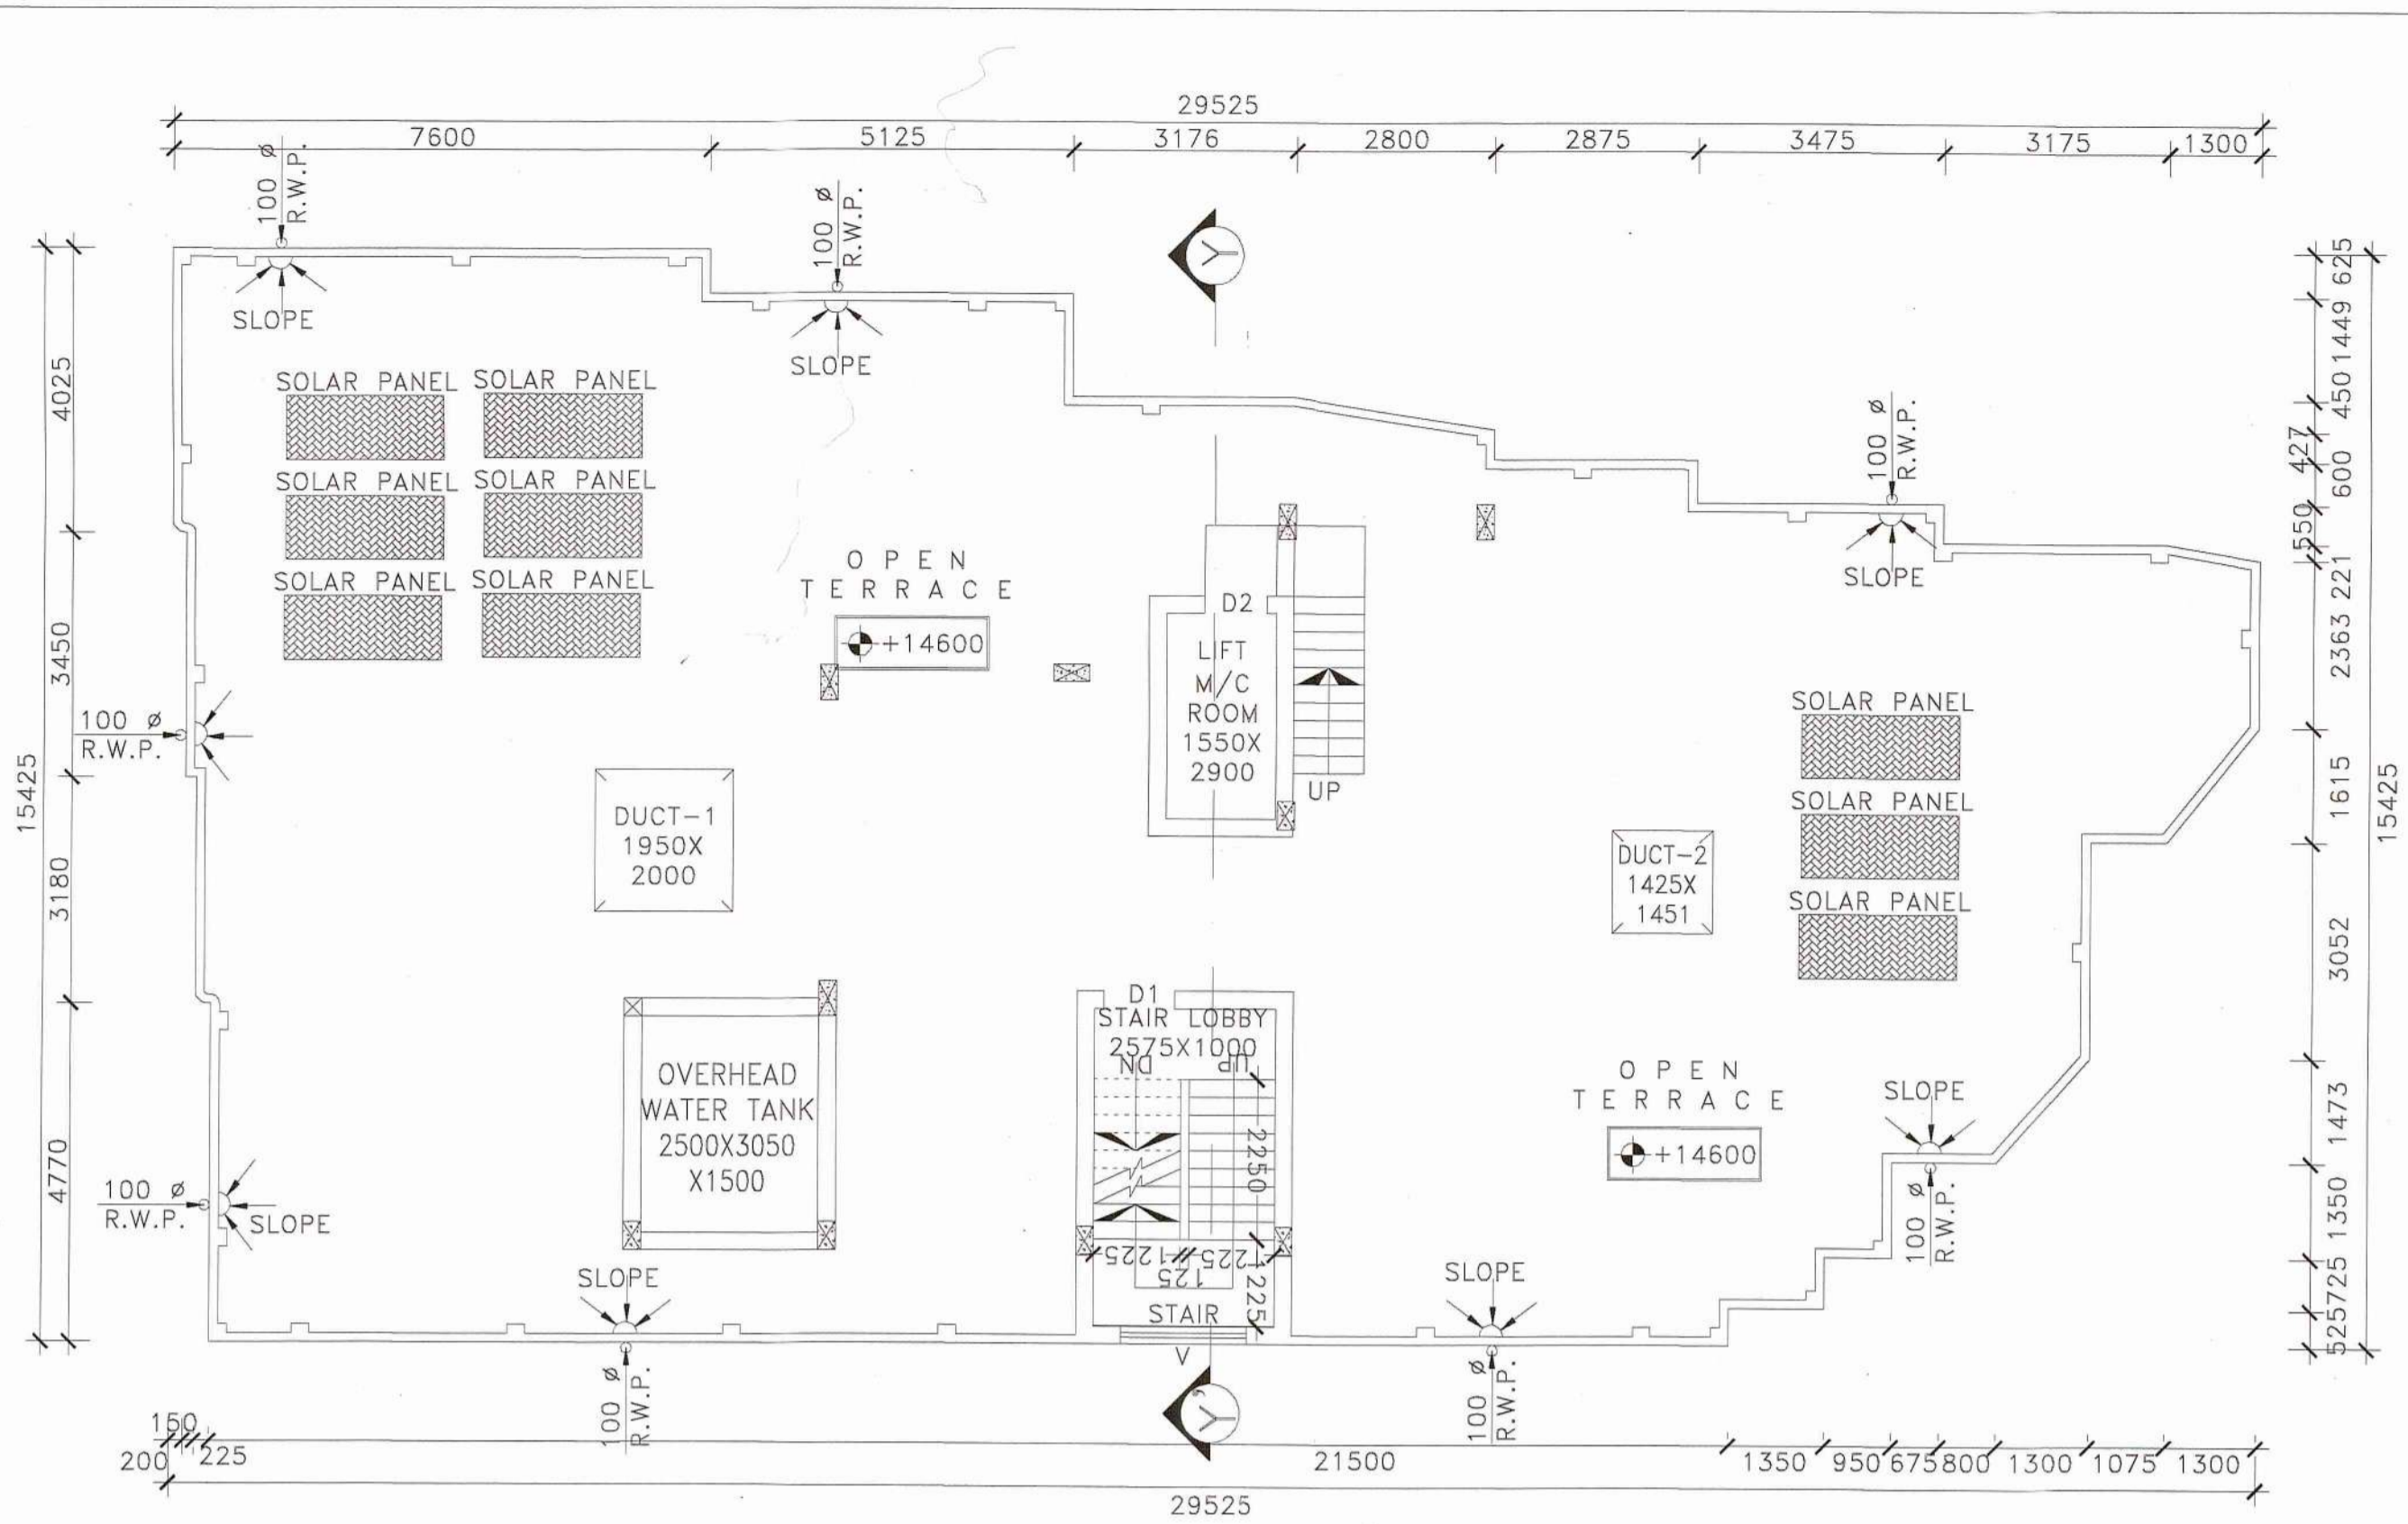 29525
7600 5125 3176 2800 2875 3475 3175 1300
100 ø
R.W.P.
SLOPE
100 ø
R.W.P.
SLOPE
Y
100 ø
R.W.P.
SLOPE
15425
4025
3450
3180
4770
625
1449
450
427
600
550
221
2363
1615
3052
1473
1350
725
525
15425
SOLAR PANEL SOLAR PANEL
SOLAR PANEL SOLAR PANEL
SOLAR PANEL SOLAR PANEL
OPEN
TERRACE
+14600
D2
LIFT
M/C
ROOM
1550X
2900
UP
100 ø
R.W.P.
DUCT-1
1950X
2000
SOLAR PANEL
SOLAR PANEL
SOLAR PANEL
DUCT-2
1425X
1451
D1
STAIR LOBBY
2575X1000
DN UP
2250
1225 1225
125
1225
STAIR
V
OVERHEAD
WATER TANK
2500X3050
X1500
OPEN
TERRACE
+14600
SLOPE
100 ø
R.W.P.
100 ø
R.W.P.
SLOPE
SLOPE
100 ø
R.W.P.
SLOPE
100 ø
R.W.P.
Y'
150
200 225 21500 1350 950 675 800 1300 1075 1300
29525